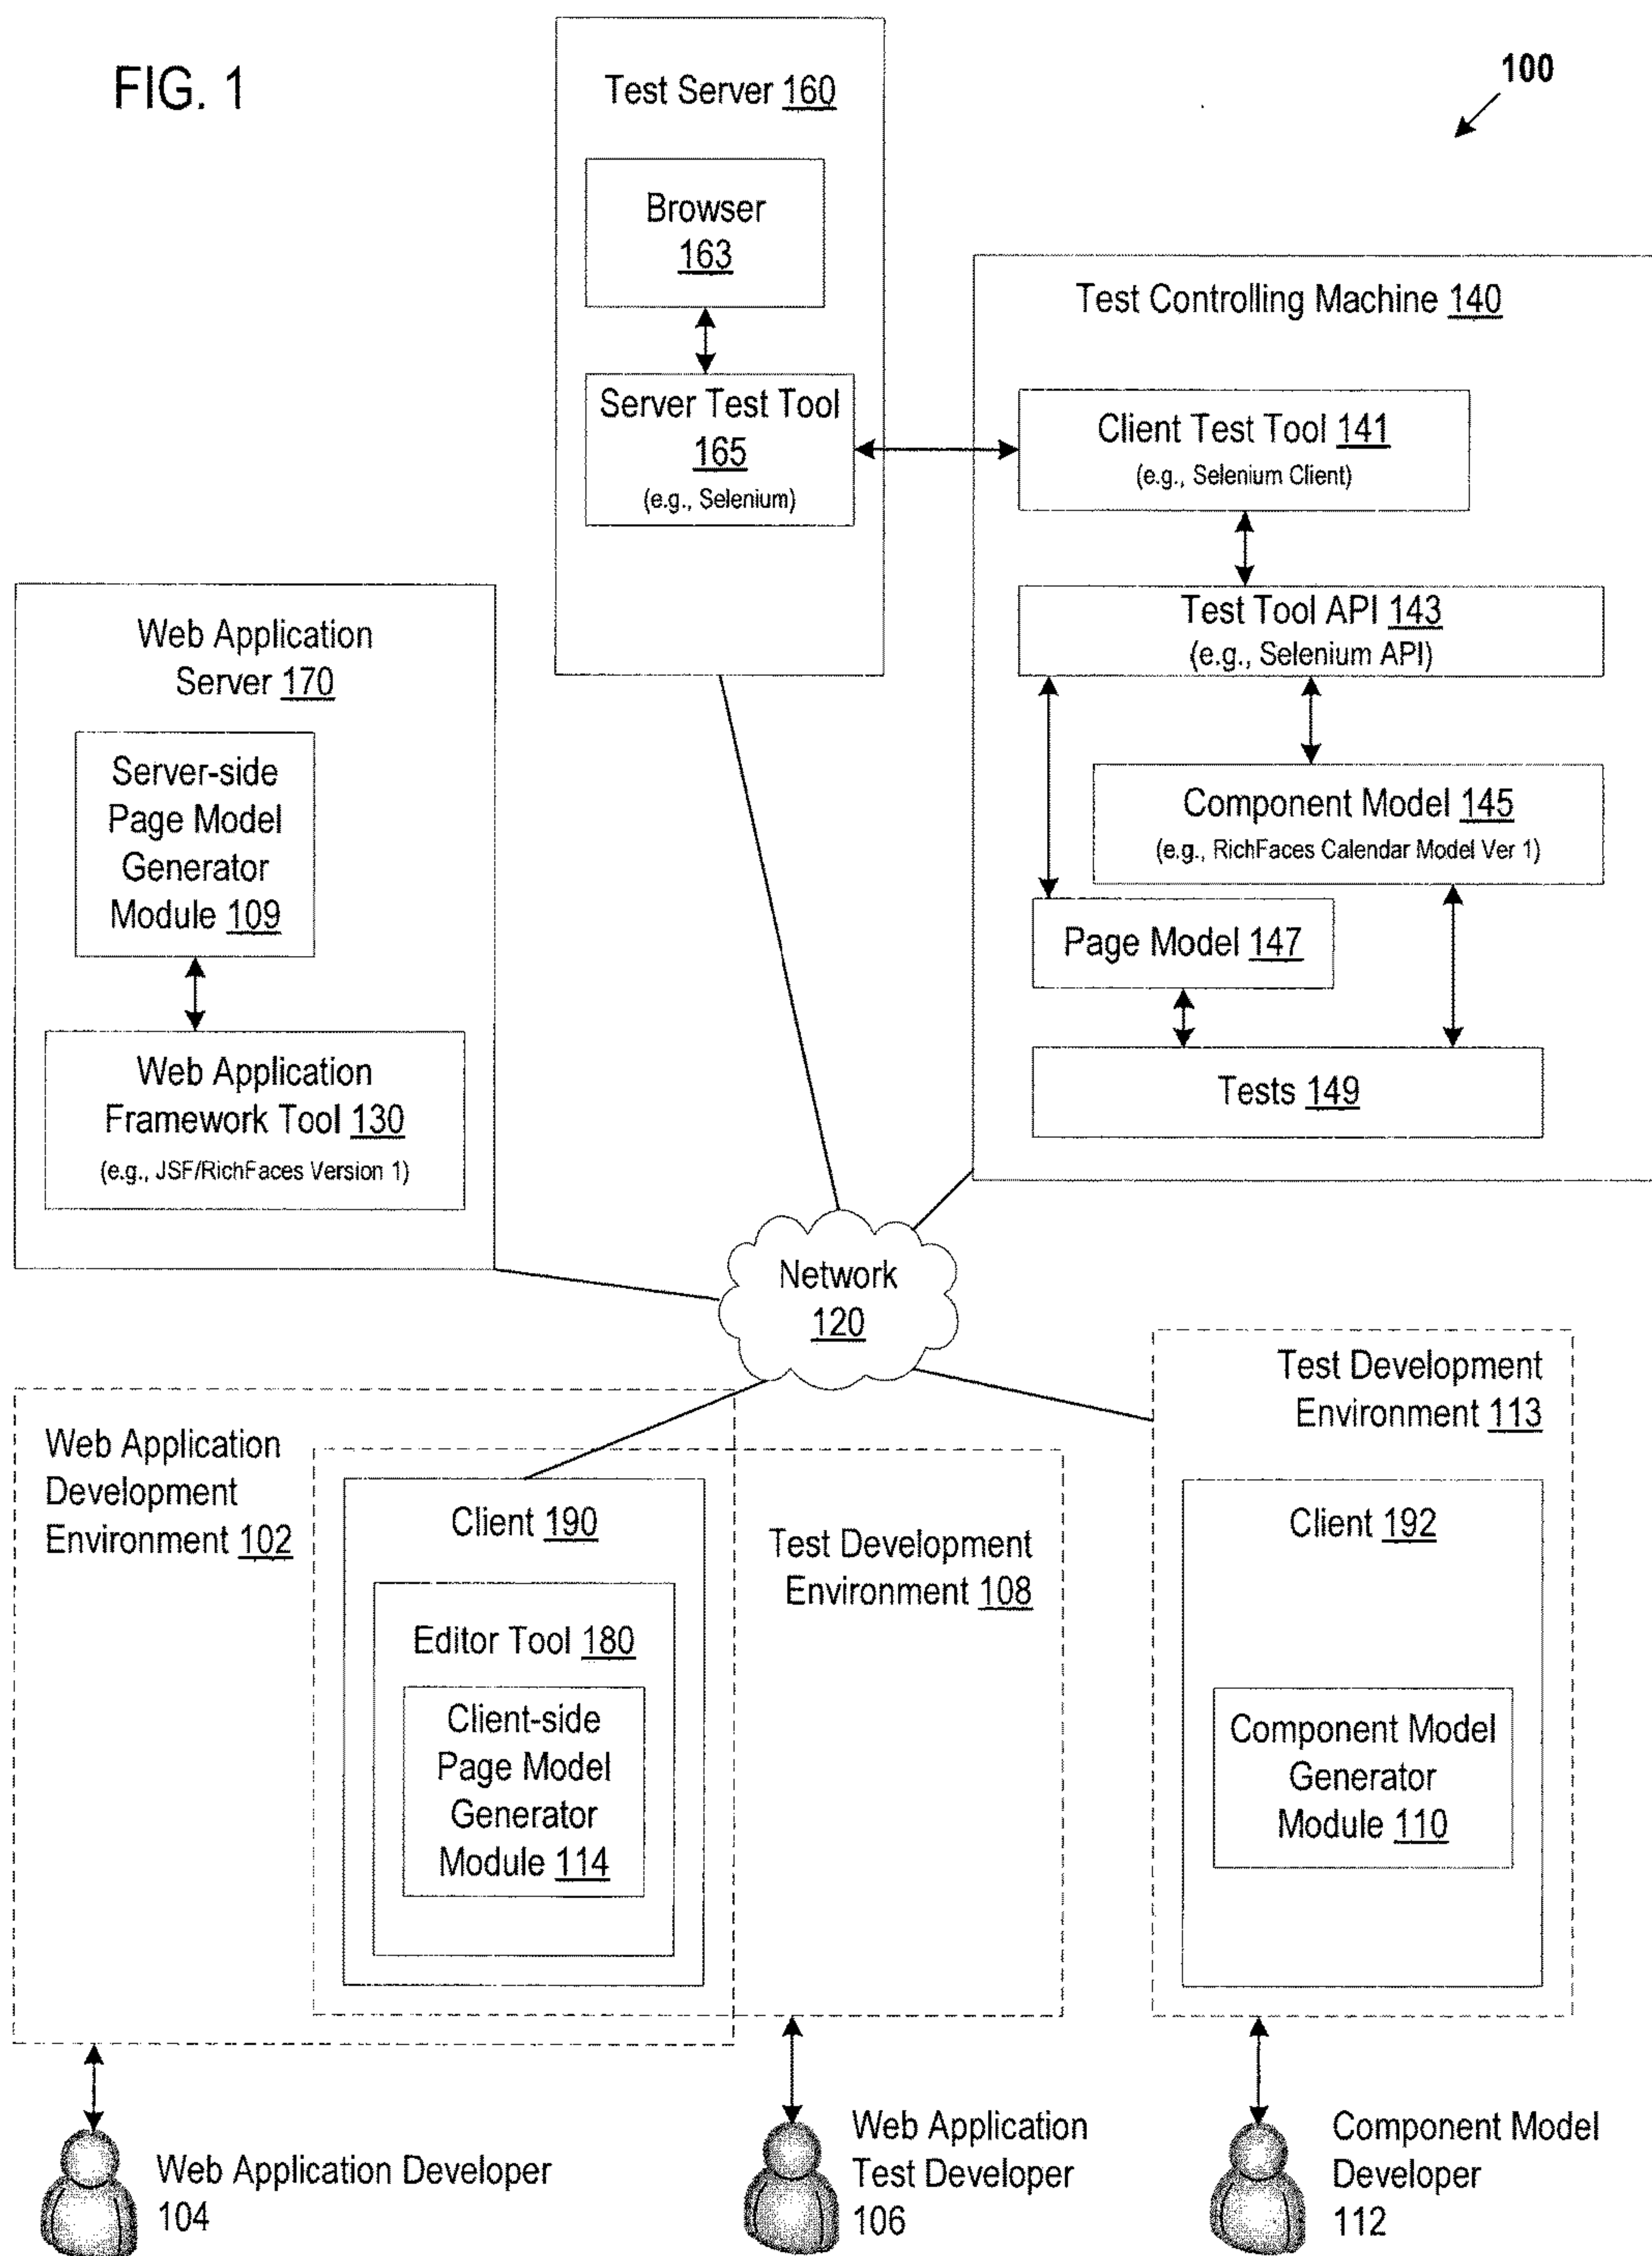 FIG. 1
100
Test Server 160
Browser
163
Server Test Tool
165
(e.g., Selenium)
Test Controlling Machine 140
Client Test Tool 141
(e.g., Selenium Client)
Test Tool API 143
(e.g., Selenium API)
Component Model 145
(e.g., RichFaces Calendar Model Ver 1)
Page Model 147
Tests 149
Web Application
Server 170
Server-side
Page Model
Generator
Module 109
Web Application
Framework Tool 130
(e.g., JSF/RichFaces Version 1)
Network
120
Web Application
Development
Environment 102
Client 190
Editor Tool 180
Client-side
Page Model
Generator
Module 114
Test Development
Environment 108
Test Development
Environment 113
Client 192
Component Model
Generator
Module 110
Web Application Developer
104
Web Application
Test Developer
106
Component Model
Developer
112